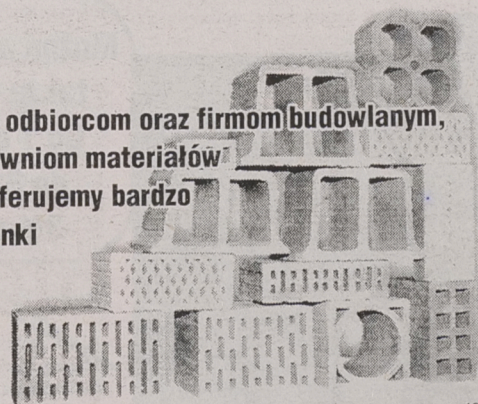 odbiorcom oraz firmom budowlanym,
wniom materiałów
ferujemy bardzo
nki